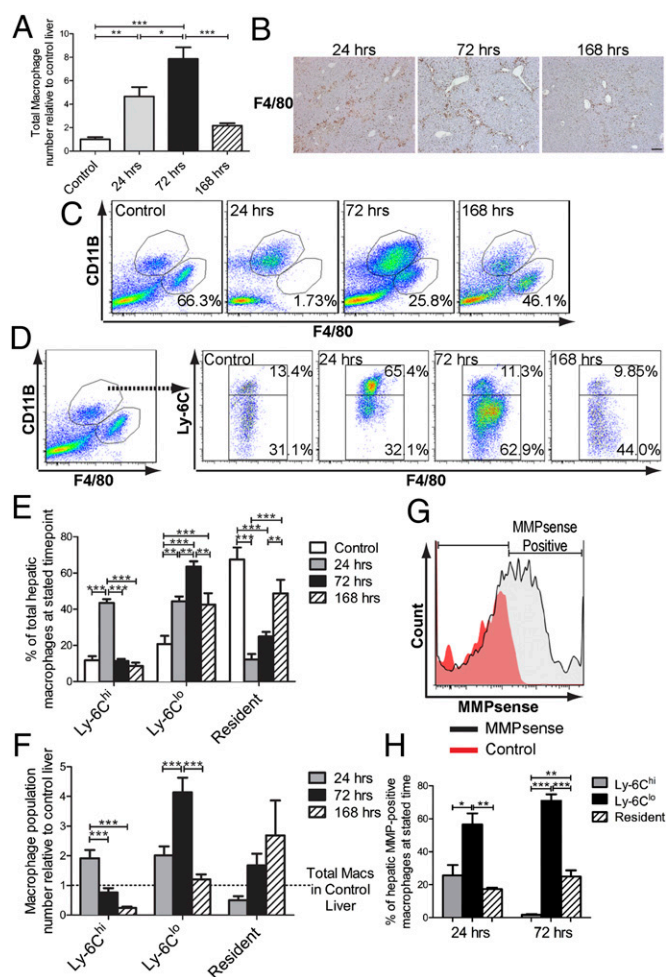 A
Total Macrophage
number relative to control liver
10
8
6
4
2
0
***
** * ***
Control
24 hrs
72 hrs
168 hrs
B
24 hrs 72 hrs 168 hrs
F4/80
C
CD11B
Control 24 hrs 72 hrs 168 hrs
66.3% 1.73% 25.8% 46.1%
F4/80
D
CD11B
F4/80
Ly-6C
Control 24 hrs 72 hrs 168 hrs
13.4% 65.4% 11.3% 9.85%
31.1% 32.1% 62.9% 44.0%
F4/80
E
% of total hepatic
macrophages at stated timepoint
80
60
40
20
0
***
*** ***
***
***
** ** **
***
***
*** **
Control
24 hrs
72 hrs
168 hrs
Ly-6Chi
Ly-6Clo
Resident
F
Macrophage population
number relative to control liver
5
4
3
2
1
0
***
***
*** ***
24 hrs
72 hrs
168 hrs
Total Macs
in Control
Liver
Ly-6Chi
Ly-6Clo
Resident
G
MMPsense
Positive
Count
MMPsense
MMPsense
Control
H
% of hepatic MMP-positive
macrophages at stated time
80
60
40
20
0
* **
**
*** ***
Ly-6Chi
Ly-6Clo
Resident
24 hrs 72 hrs